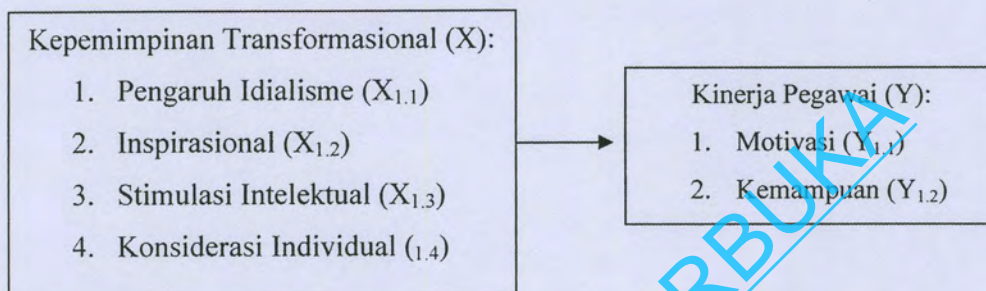 Kepemimpinan Transformasional (X):
1. Pengaruh Idialisme (X1.1)
2. Inspirasional (X1.2)
3. Stimulasi Intelektual (X1.3)
4. Konsiderasi Individual (1.4)
Kinerja Pegawai (Y):
1. Motivasi (Y1.1)
2. Kemampuan (Y1.2)
RBUKA